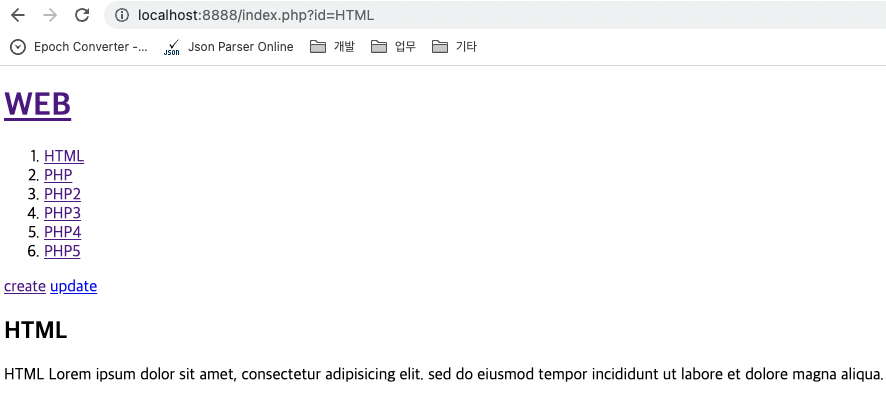 localhost:8888/index.php?id=HTML
Epoch Converter -... JSON Json Parser Online 개발 업무 기타
WEB
1. HTML
2. PHP
3. PHP2
4. PHP3
5. PHP4
6. PHP5
create update
HTML
HTML Lorem ipsum dolor sit amet, consectetur adipisicing elit. sed do eiusmod tempor incididunt ut labore et dolore magna aliqua.